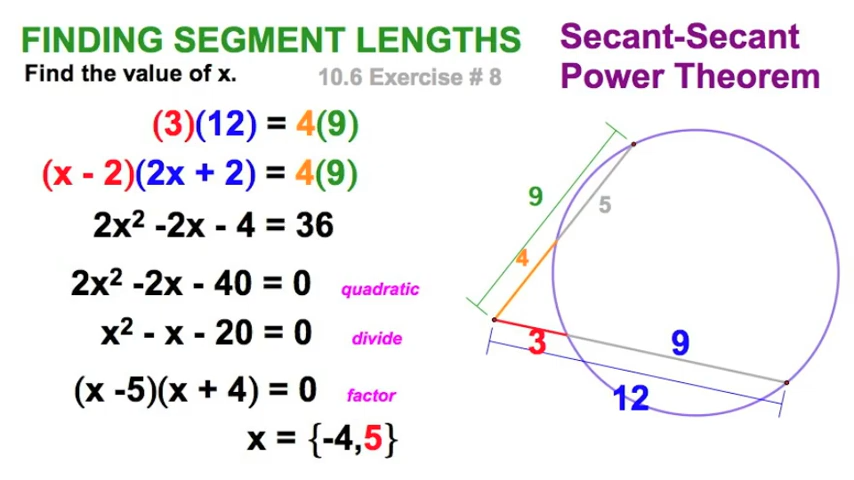 FINDING SEGMENT LENGTHS
Find the value of x.
10.6 Exercise # 8
Secant-Secant
Power Theorem
(3)(12) = 4(9)
(x - 2)(2x + 2) = 4(9)
2x² -2x - 4 = 36
2x² -2x - 40 = 0 quadratic
x² - x - 20 = 0 divide
(x -5)(x + 4) = 0 factor
x = {-4,5}
9
5
4
3
9
12